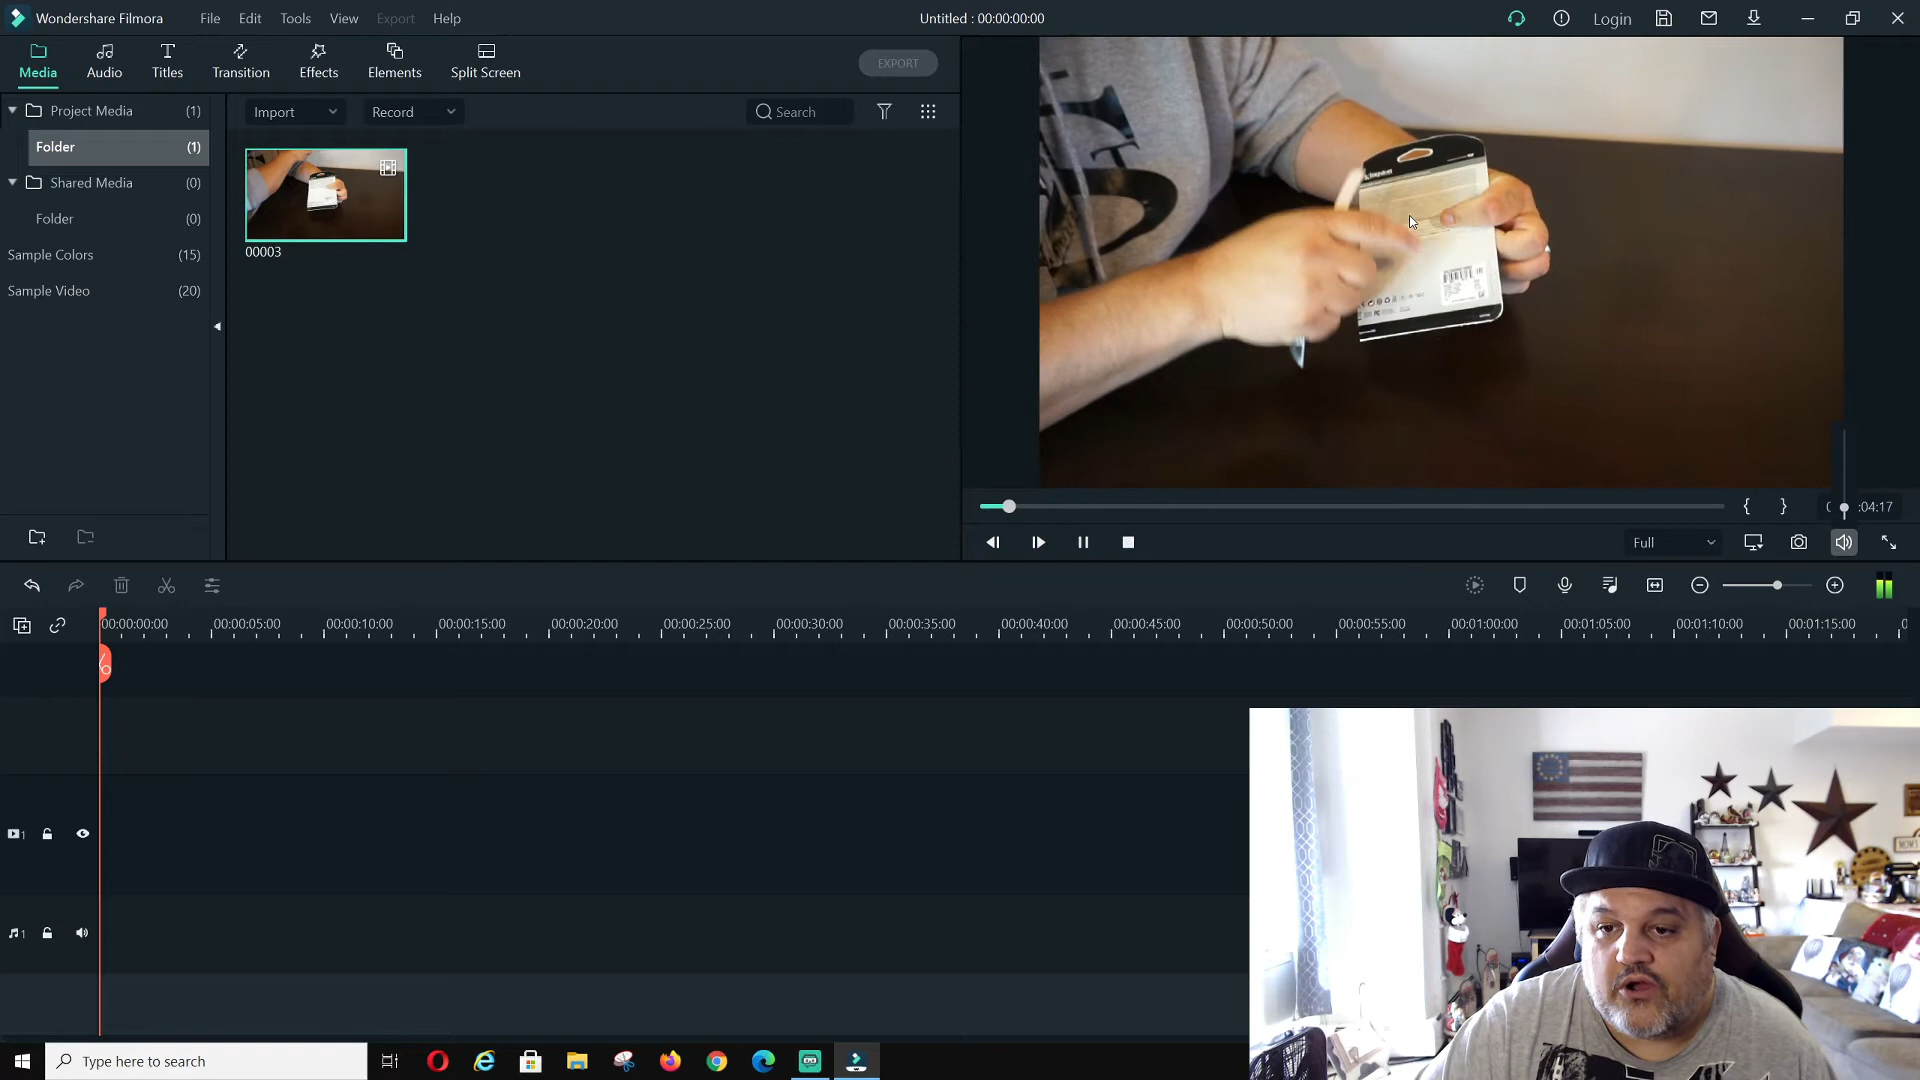 Wondershare Filmora File Edit Tools View Export Help Untitled : 00:00:00:00 Login
Media Audio Titles Transition Effects Elements Split Screen EXPORT
Project Media (1)
Folder (1)
Shared Media (0)
Folder (0)
Sample Colors (15)
Sample Video (20)
Import Record Search
00003
Kingston
{ } :04:17
Full
00:00:00:00 00:00:05:00 00:00:10:00 00:00:15:00 00:00:20:00 00:00:25:00 00:00:30:00 00:00:35:00 00:00:40:00 00:00:45:00 00:00:50:00 00:00:55:00 00:01:00:00 00:01:05:00 00:01:10:00 00:01:15:00
1
1
Type here to search